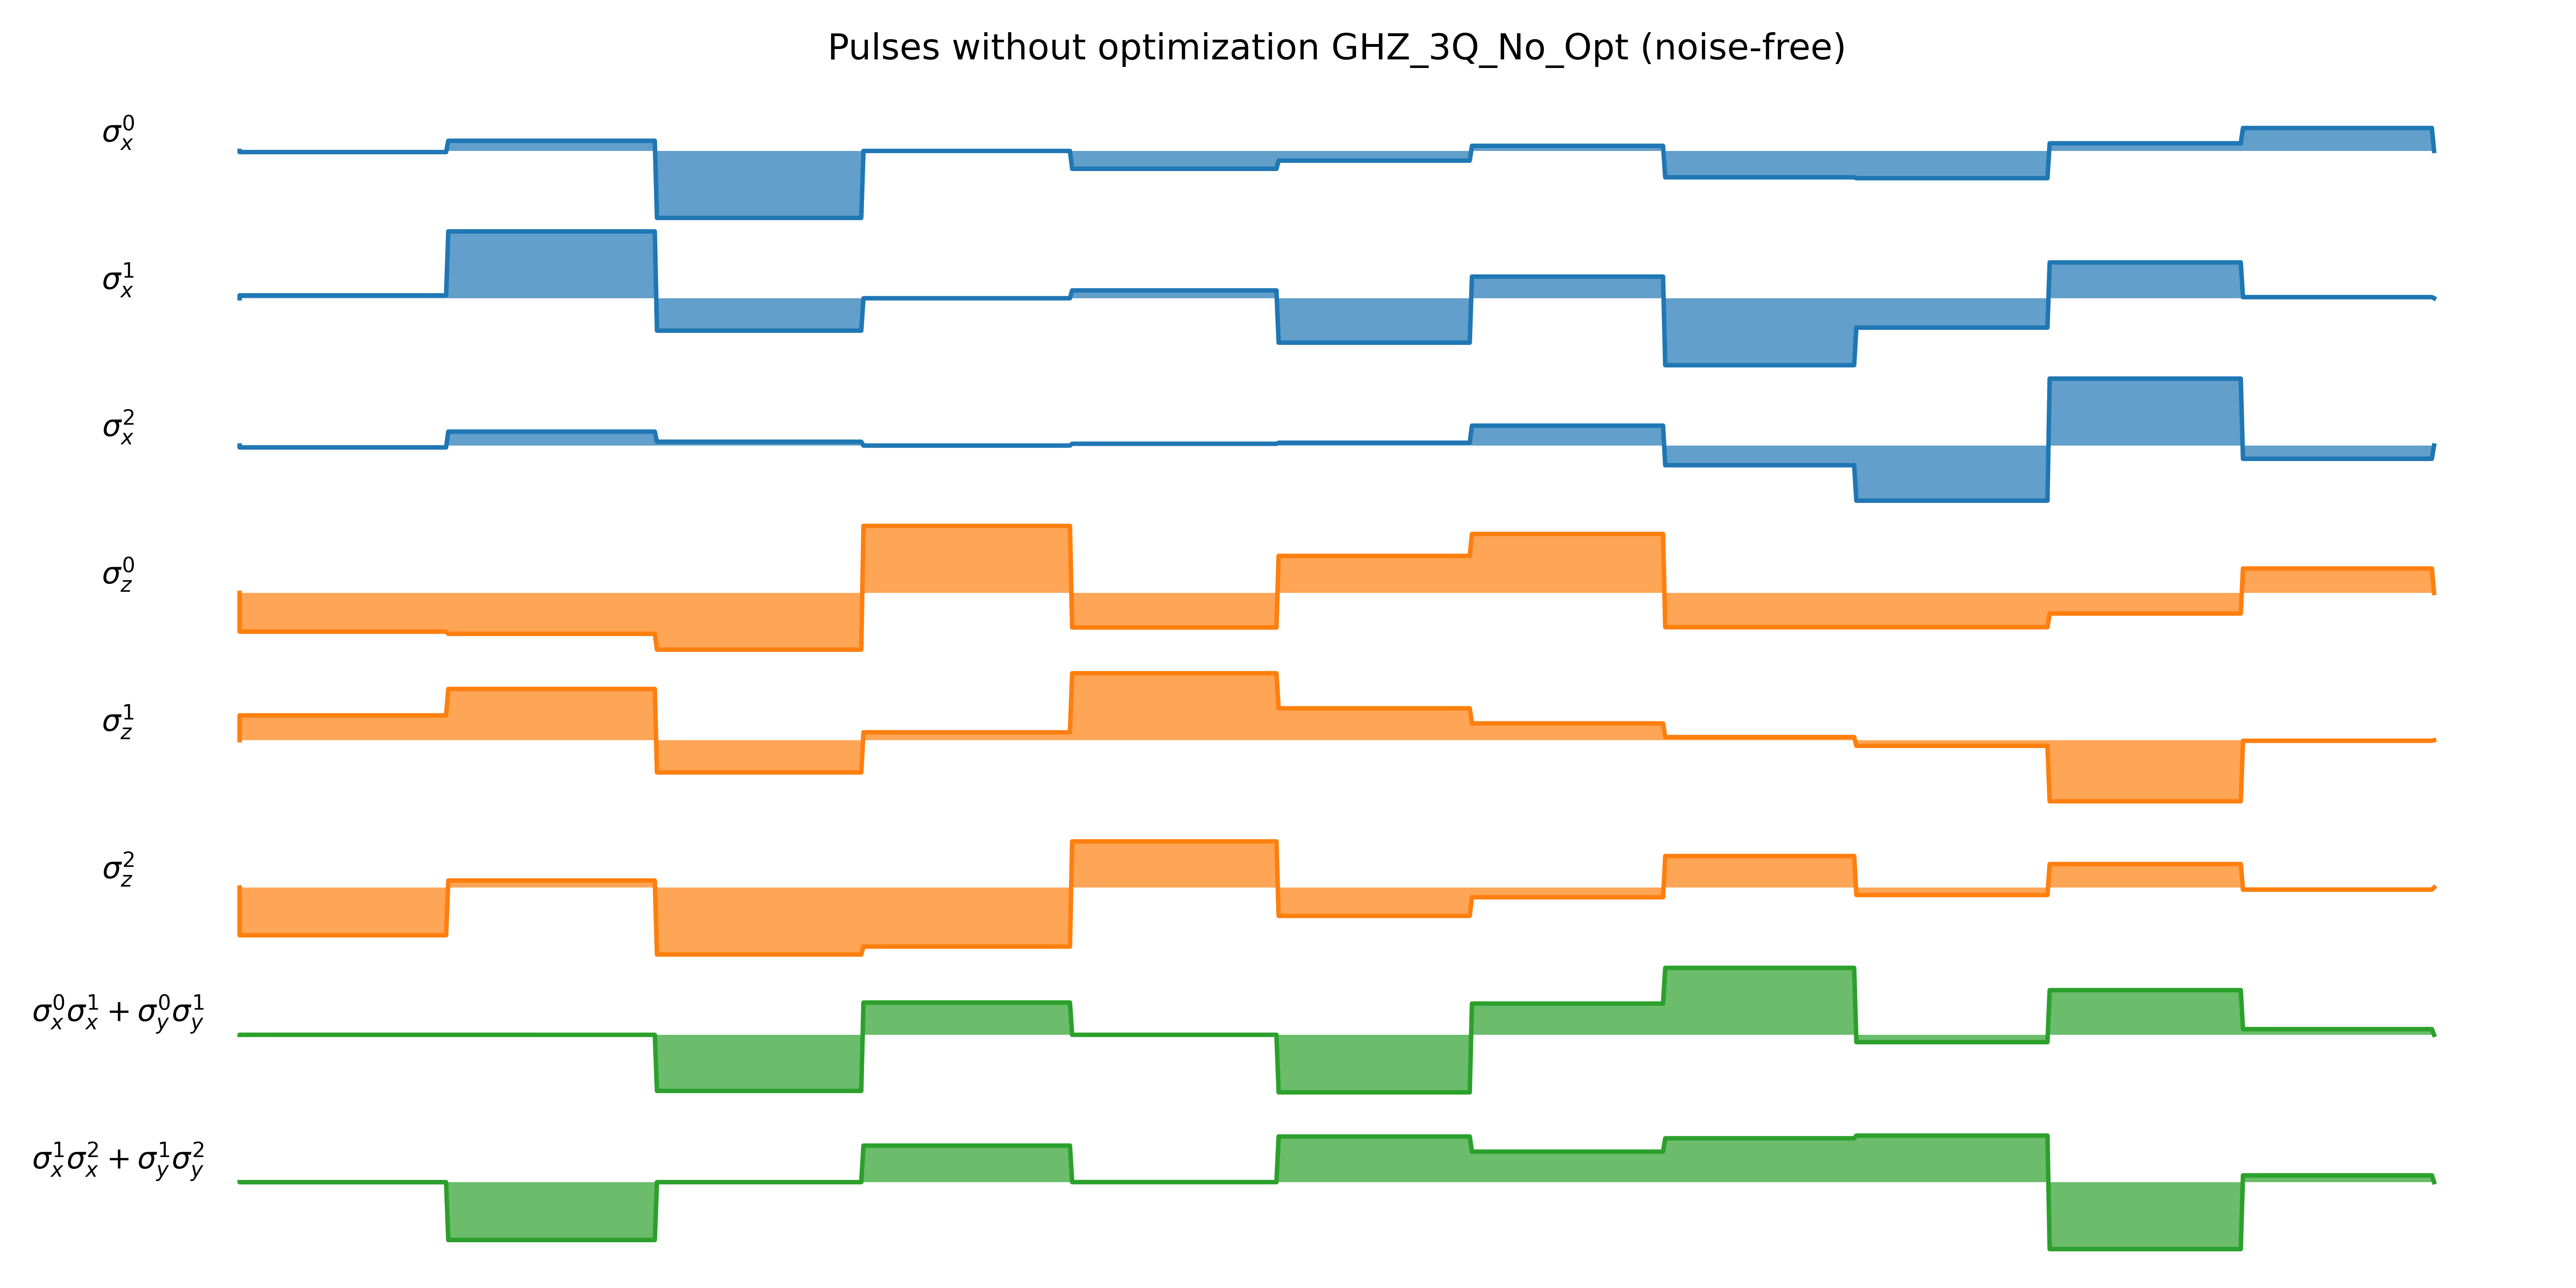 Pulses without optimization GHZ_3Q_No_Opt (noise-free)
σ_x^0
σ_x^1
σ_x^2
σ_z^0
σ_z^1
σ_z^2
σ_x^0σ_x^1 + σ_y^0σ_y^1
σ_x^1σ_x^2 + σ_y^1σ_y^2